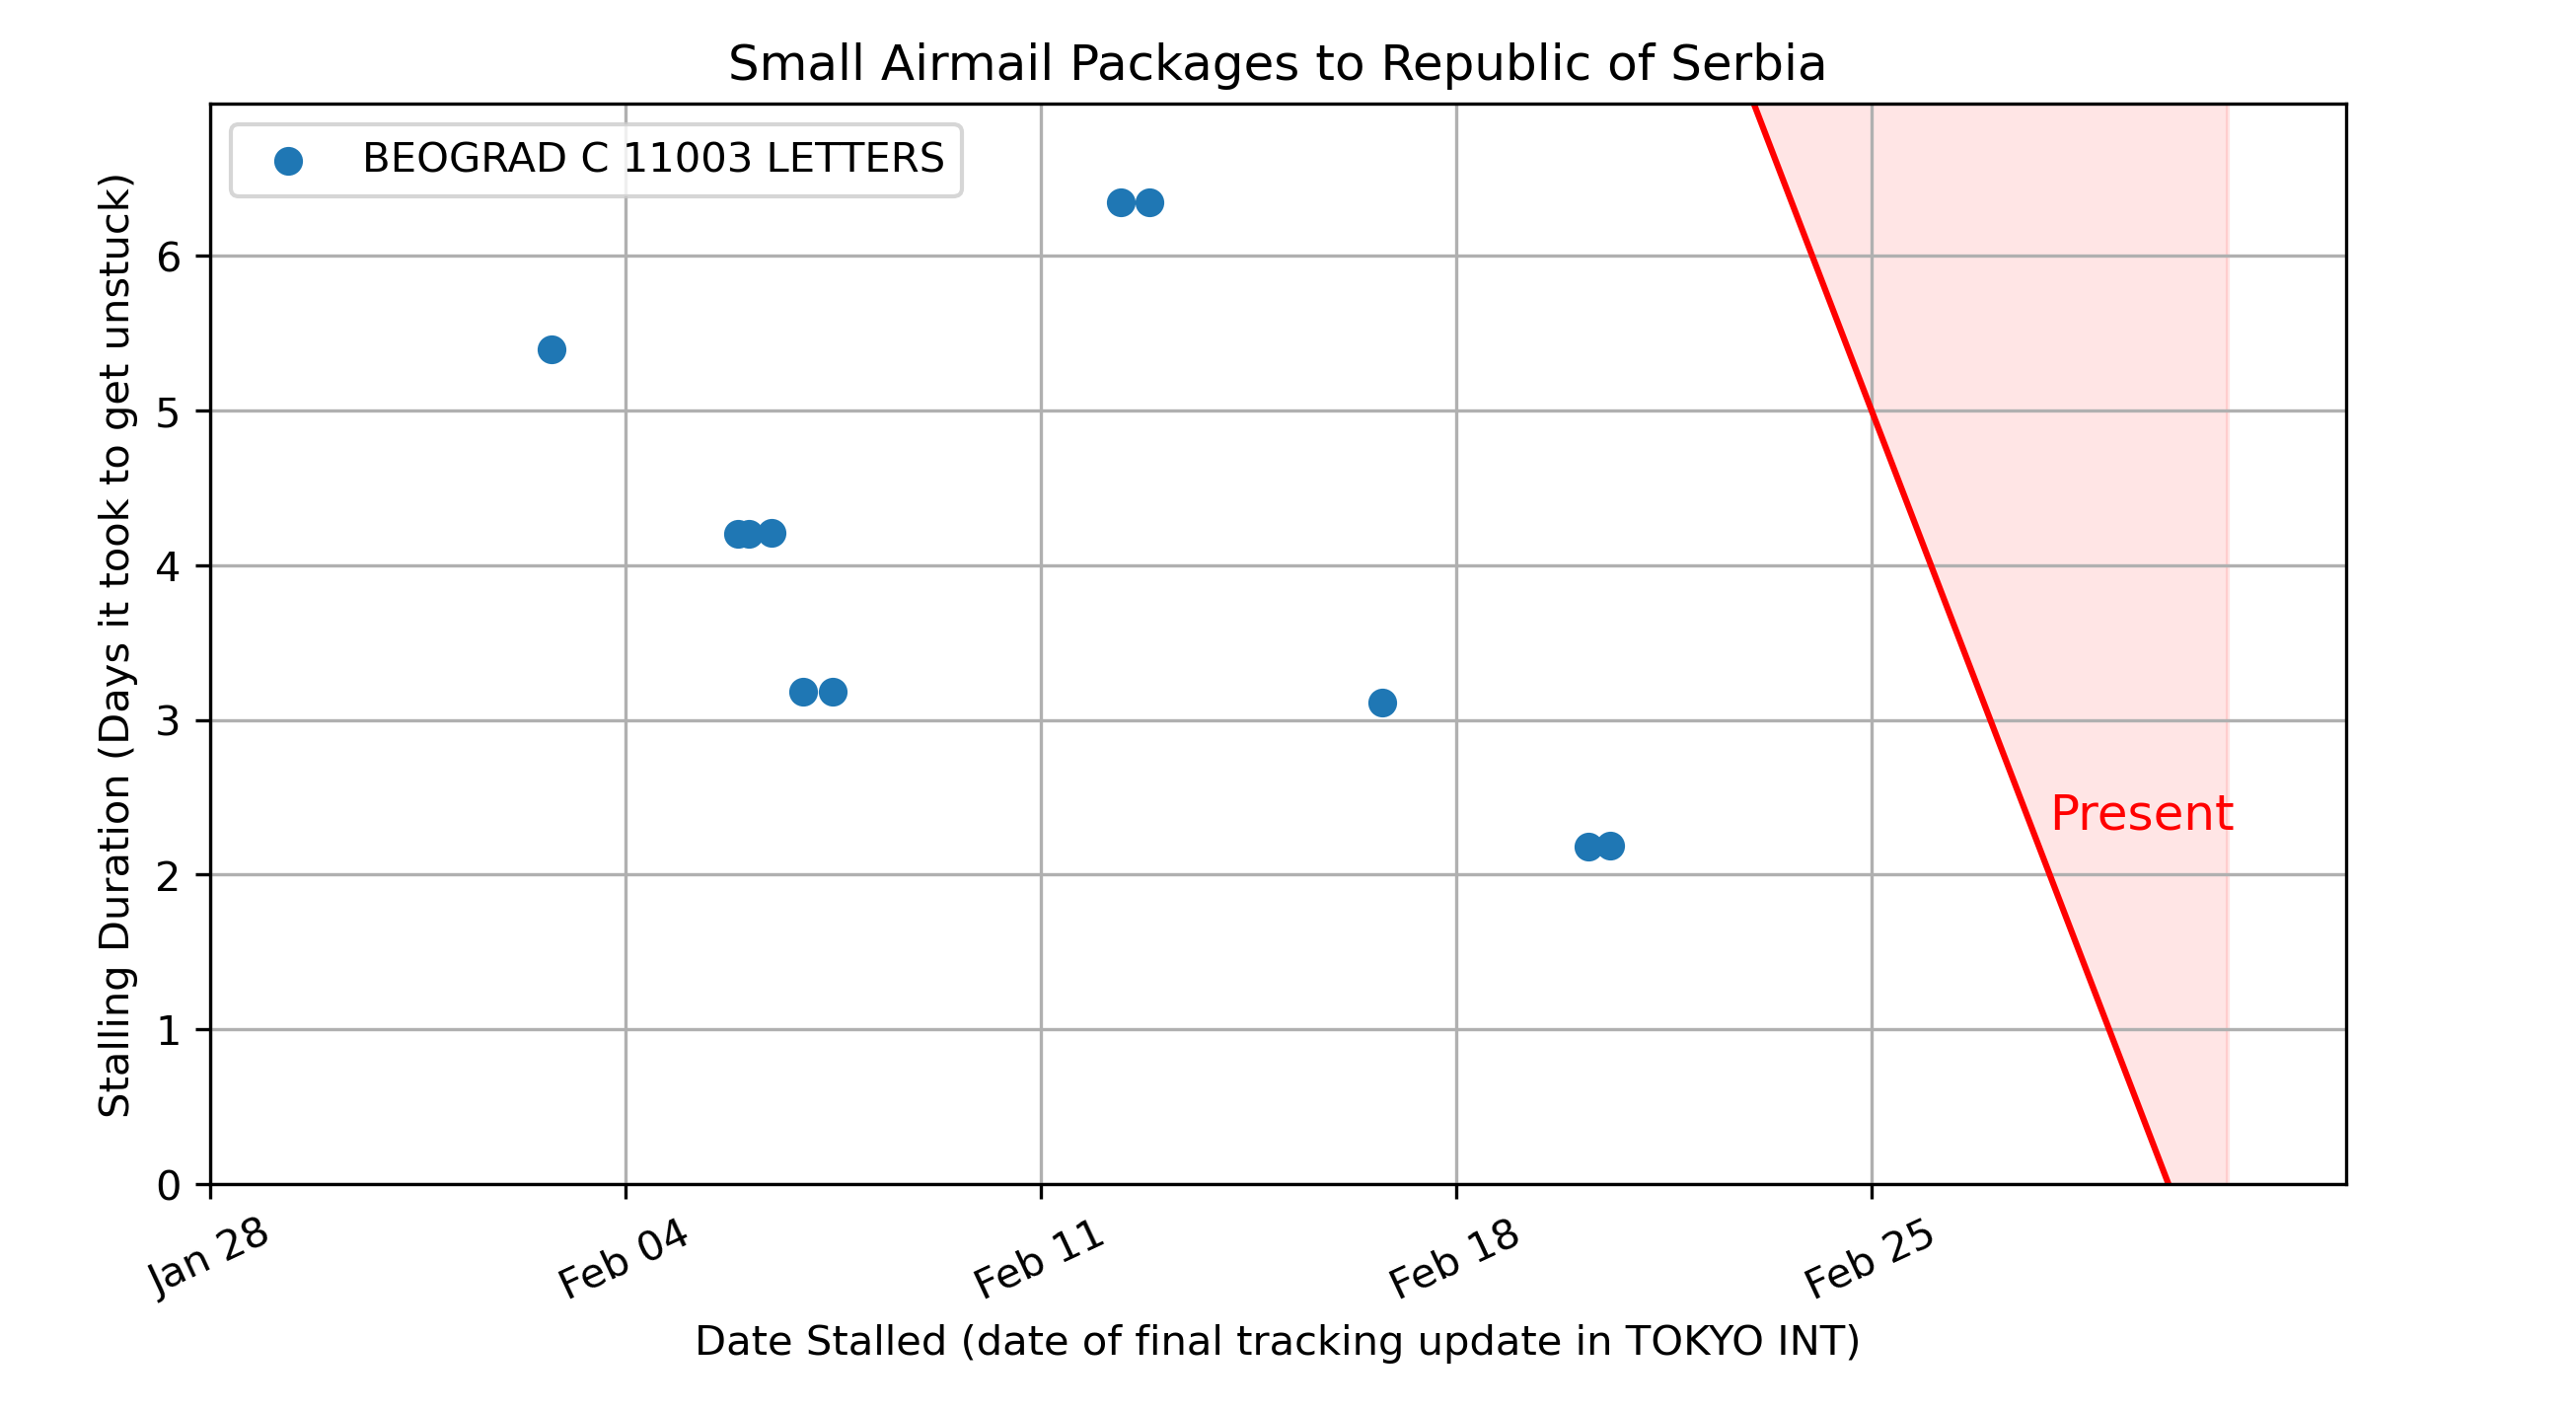 Small Airmail Packages to Republic of Serbia
BEOGRAD C 11003 LETTERS
Stalling Duration (Days it took to get unstuck)
6
5
4
3
2
1
0
Present
Jan 28
Feb 04
Feb 11
Feb 18
Feb 25
Date Stalled (date of final tracking update in TOKYO INT)